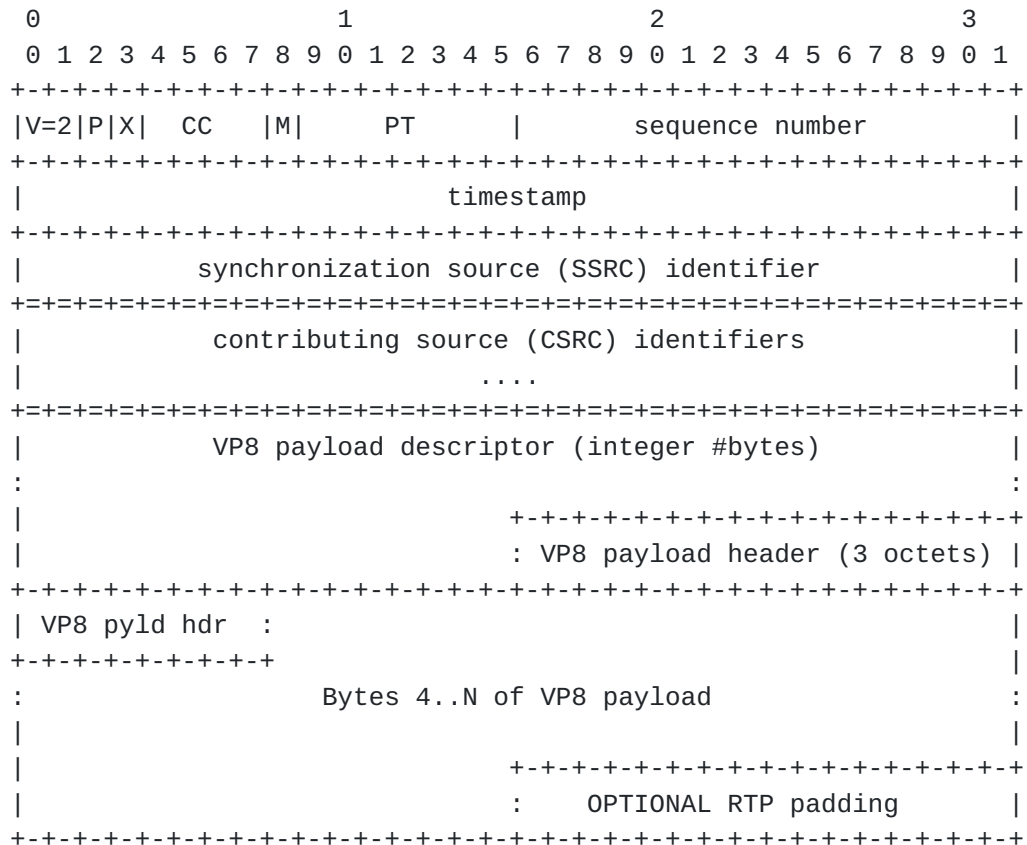 0                   1                   2                   3
 0 1 2 3 4 5 6 7 8 9 0 1 2 3 4 5 6 7 8 9 0 1 2 3 4 5 6 7 8 9 0 1
+-+-+-+-+-+-+-+-+-+-+-+-+-+-+-+-+-+-+-+-+-+-+-+-+-+-+-+-+-+-+-+-+
|V=2|P|X|  CC   |M|     PT      |       sequence number         |
+-+-+-+-+-+-+-+-+-+-+-+-+-+-+-+-+-+-+-+-+-+-+-+-+-+-+-+-+-+-+-+-+
|                           timestamp                           |
+-+-+-+-+-+-+-+-+-+-+-+-+-+-+-+-+-+-+-+-+-+-+-+-+-+-+-+-+-+-+-+-+
|           synchronization source (SSRC) identifier            |
+=+=+=+=+=+=+=+=+=+=+=+=+=+=+=+=+=+=+=+=+=+=+=+=+=+=+=+=+=+=+=+=+
|            contributing source (CSRC) identifiers             |
|                             ....                              |
+=+=+=+=+=+=+=+=+=+=+=+=+=+=+=+=+=+=+=+=+=+=+=+=+=+=+=+=+=+=+=+=+
|            VP8 payload descriptor (integer #bytes)            |
:                                                               :
|                               +-+-+-+-+-+-+-+-+-+-+-+-+-+-+-+-+
|                               : VP8 payload header (3 octets) |
+-+-+-+-+-+-+-+-+-+-+-+-+-+-+-+-+-+-+-+-+-+-+-+-+-+-+-+-+-+-+-+-+
| VP8 pyld hdr  :                                               |
+-+-+-+-+-+-+-+-+                                               |
:                   Bytes 4..N of VP8 payload                   :
|                                                               |
|                               +-+-+-+-+-+-+-+-+-+-+-+-+-+-+-+-+
|                               :    OPTIONAL RTP padding       |
+-+-+-+-+-+-+-+-+-+-+-+-+-+-+-+-+-+-+-+-+-+-+-+-+-+-+-+-+-+-+-+-+